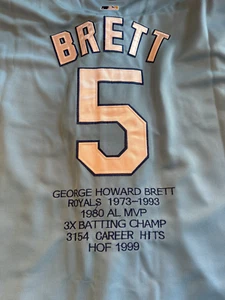 BRETT
5
GEORGE HOWARD BRETT
ROYALS 1973-1993
1980 AL MVP
3X BATTING CHAMP
3154 CAREER HITS
HOF 1999